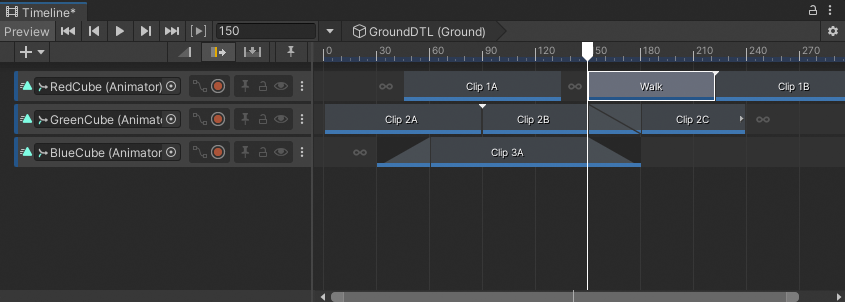 Timeline*
Preview 150 GroundDTL (Ground)
0 30 60 90 120 150 180 210 240 270
RedCube (Animator) Clip 1A Walk Clip 1B
GreenCube (Animator Clip 2A Clip 2B Clip 2C
BlueCube (Animator Clip 3A